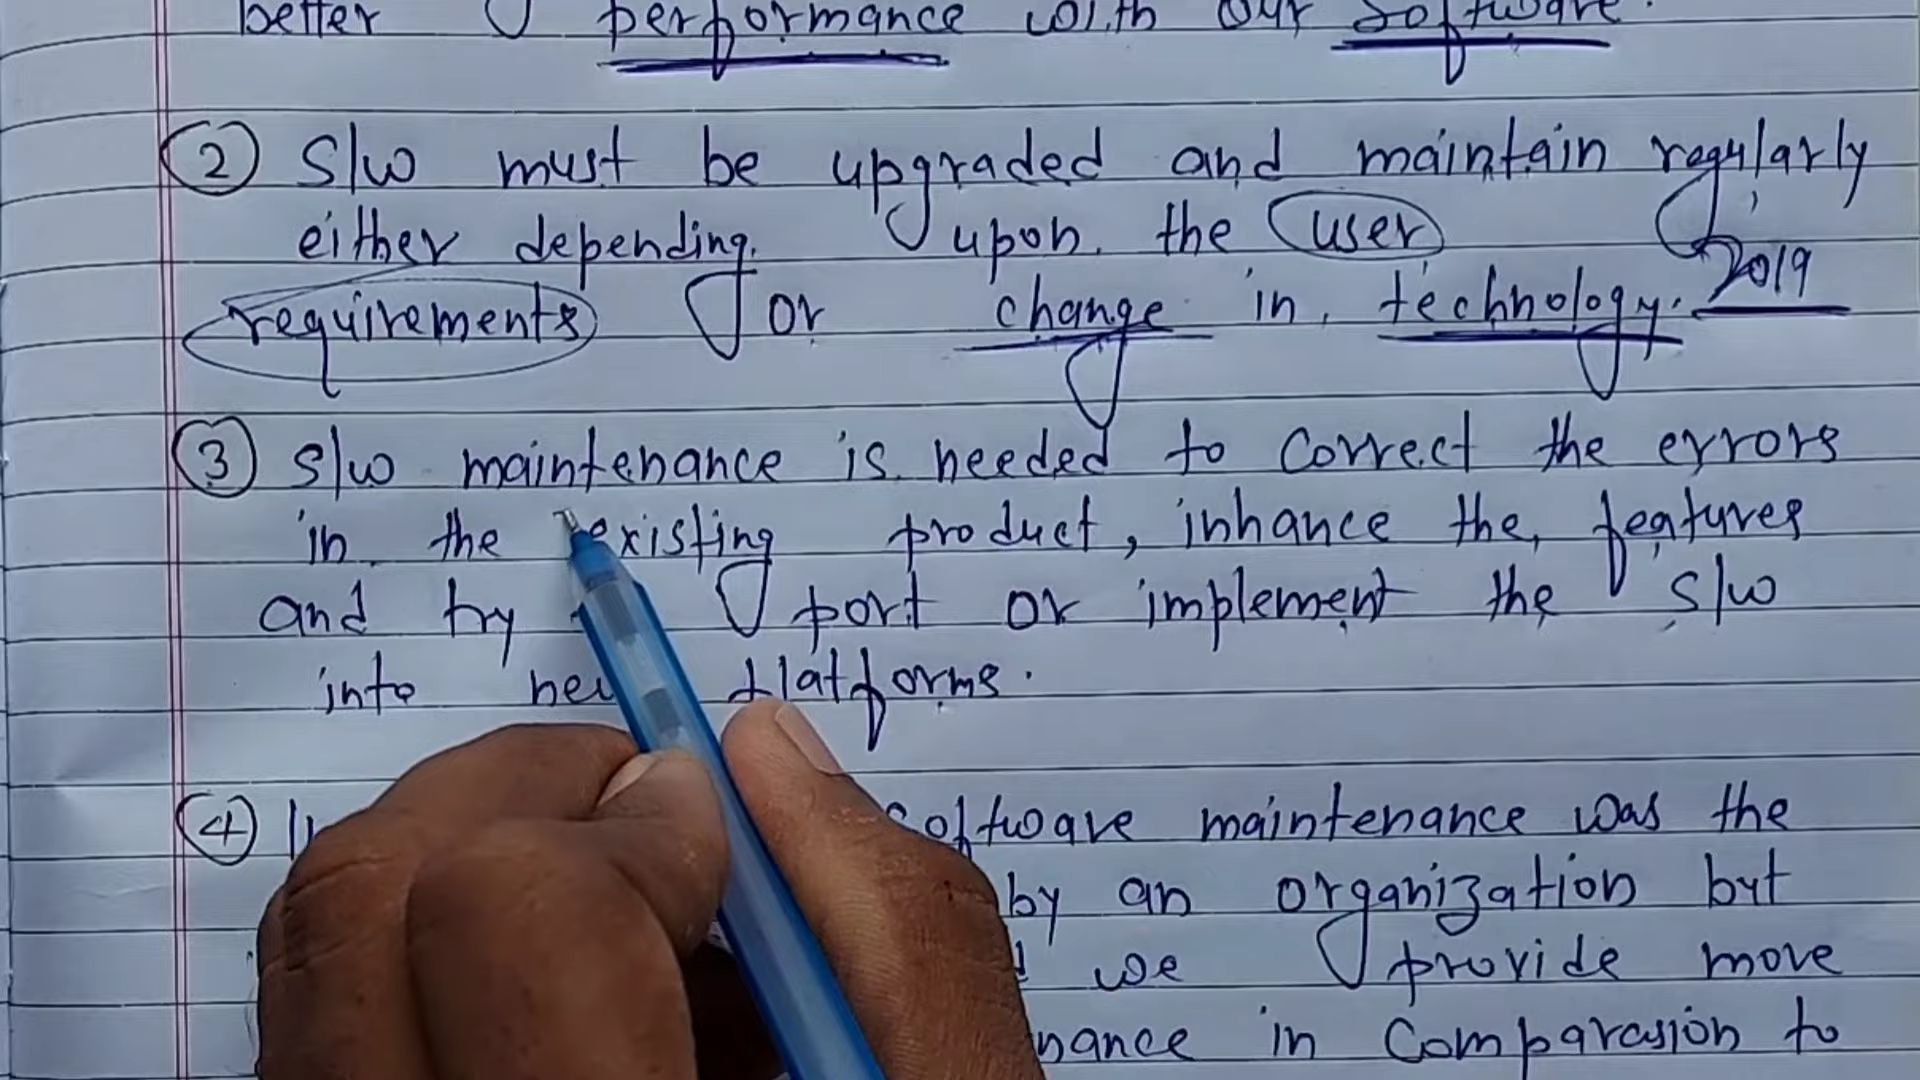 better performance with our software.
② S/w must be upgraded and maintain regularly
either depending upon the user
requirements or change in technology. 2019
③ S/w maintenance is needed to correct the errors
in the existing product, inhance the features
and try port or implement the s/w
into platforms.
④ software maintenance was the
by an organization but
we provide more
in Comparasion to